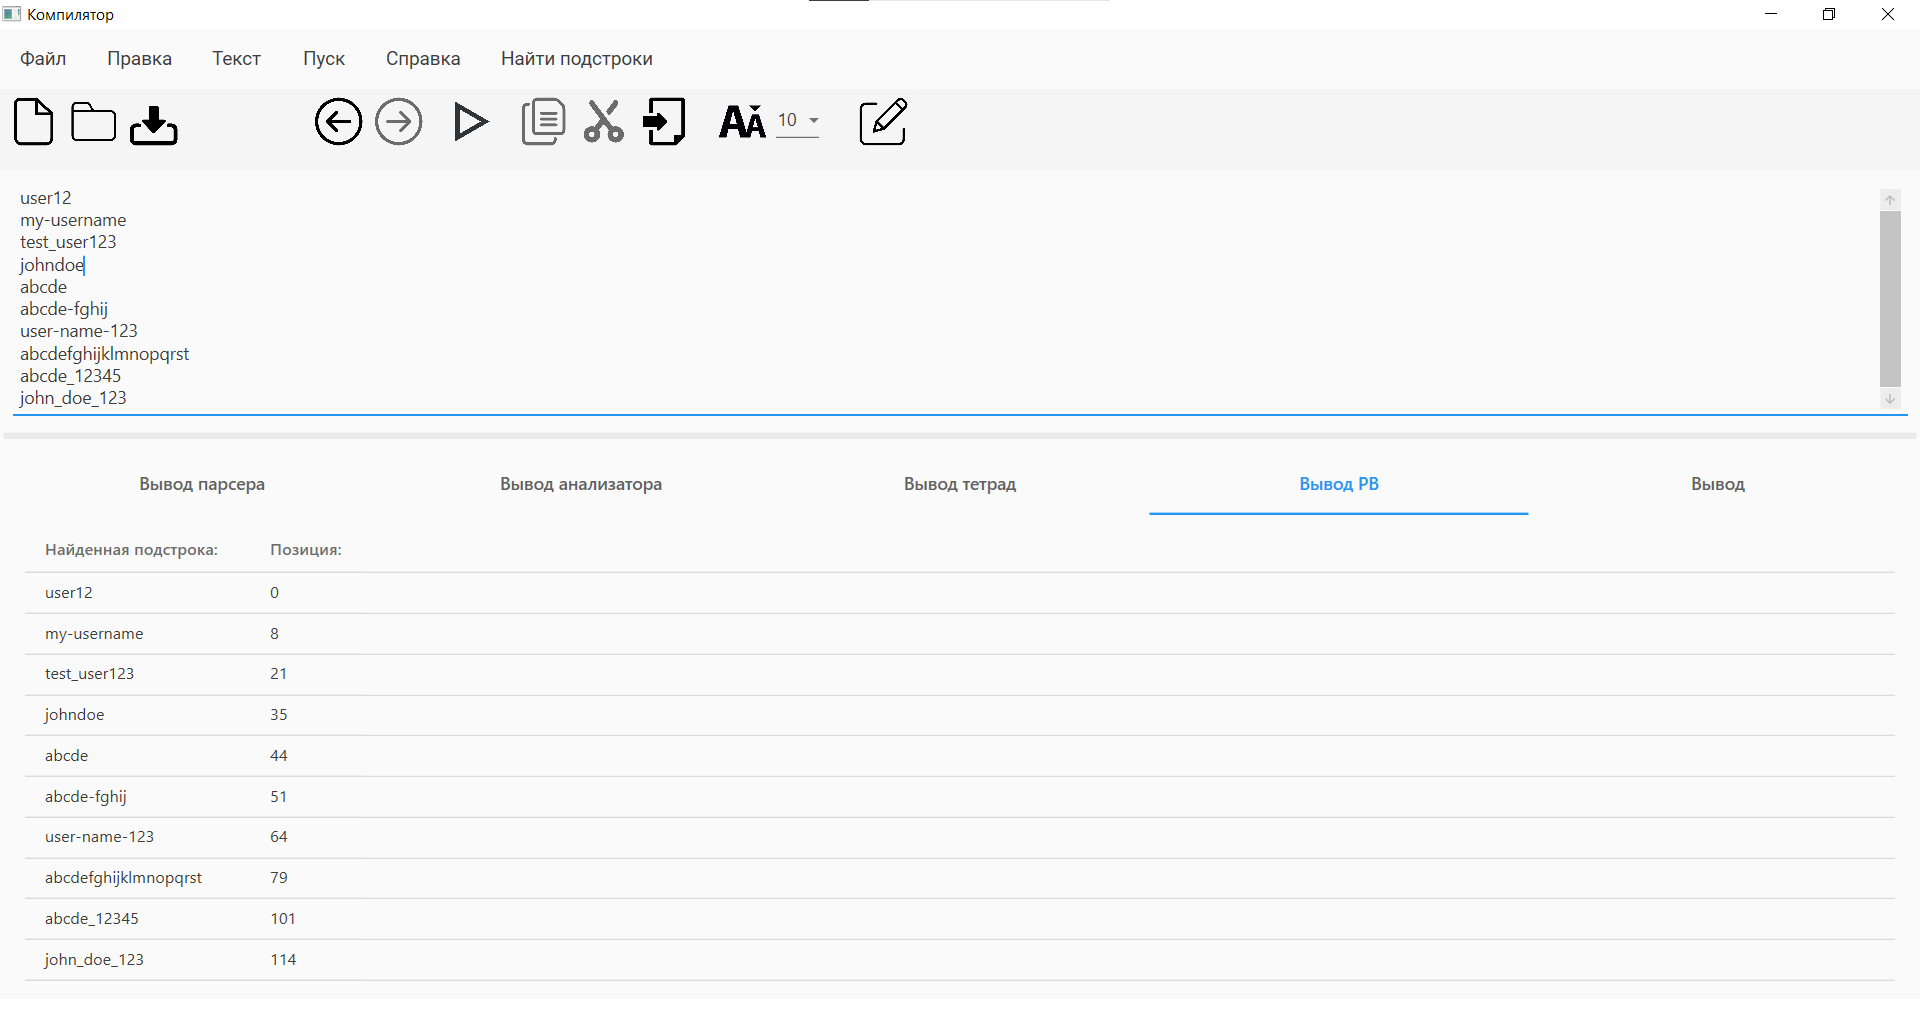 Компилятор
Файл Правка Текст Пуск Справка Найти подстроки
AA 10
user12
my-username
test_user123
johndoe
abcde
abcde-fghij
user-name-123
abcdefghijklmnopqrst
abcde_12345
john_doe_123
Вывод парсера Вывод анализатора Вывод тетрад Вывод РВ Вывод
Найденная подстрока: Позиция:
user12 0
my-username 8
test_user123 21
johndoe 35
abcde 44
abcde-fghij 51
user-name-123 64
abcdefghijklmnopqrst 79
abcde_12345 101
john_doe_123 114